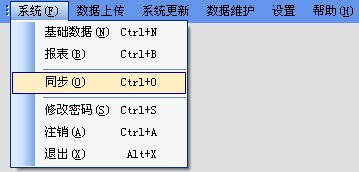 系统(F) 数据上传 系统更新 数据维护 设置 帮助(H)
基础数据(N) Ctrl+N
报表(B) Ctrl+B
同步(O) Ctrl+O
修改密码(S) Ctrl+S
注销(A) Ctrl+A
退出(X) Alt+X